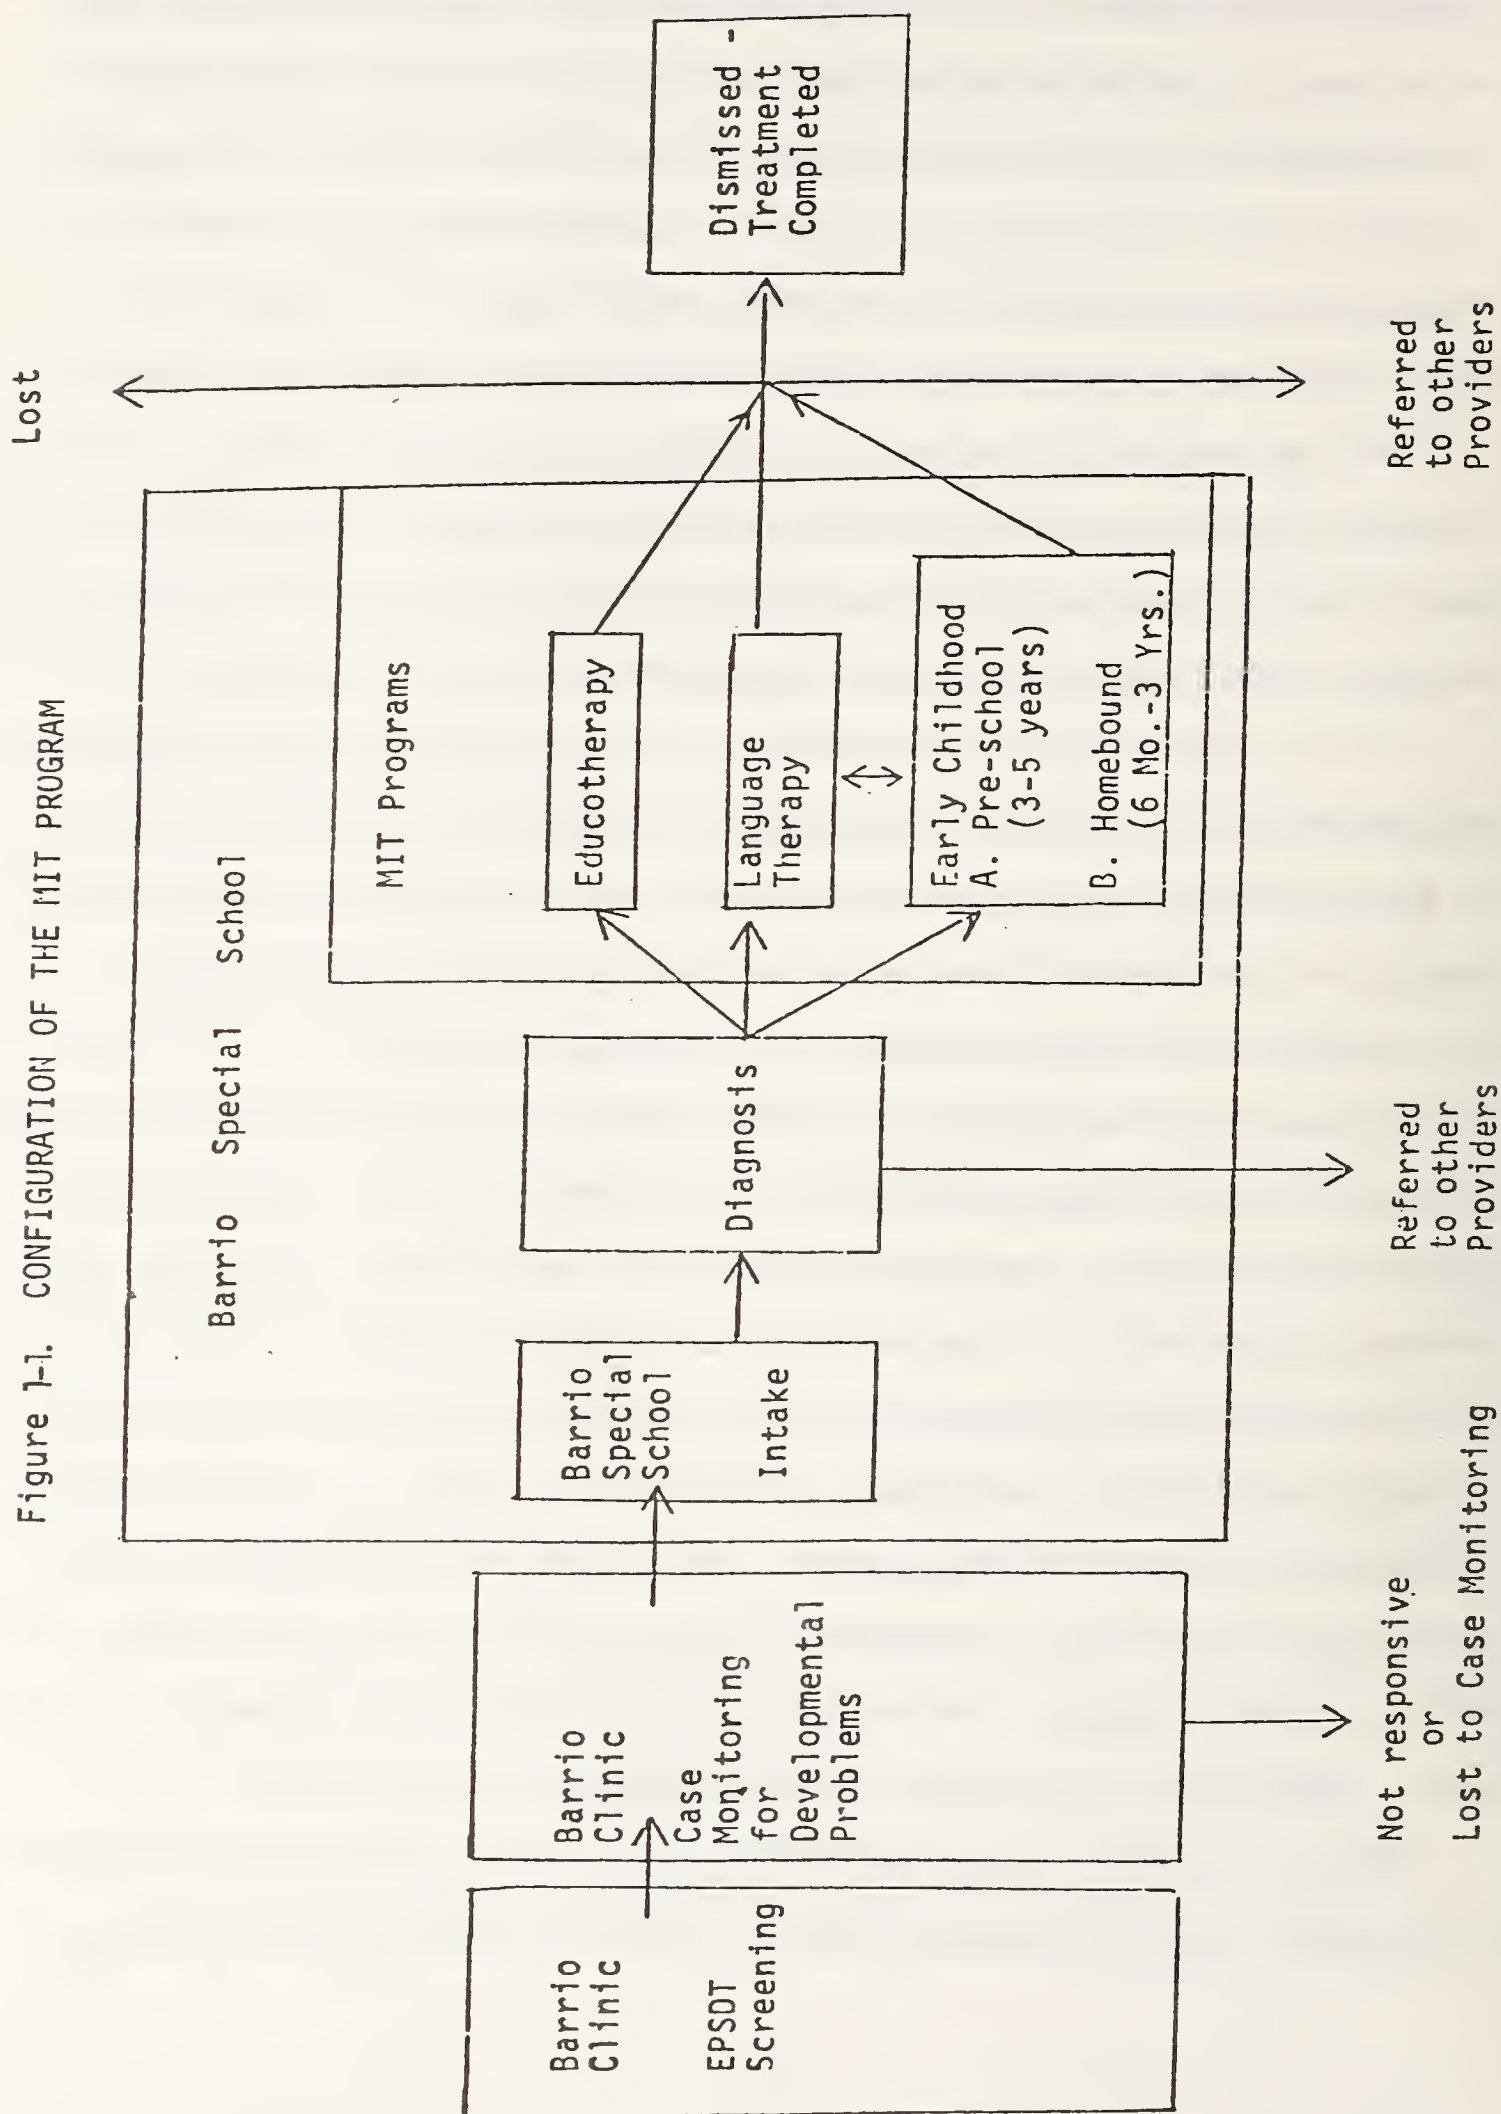 Figure 1-1. CONFIGURATION OF THE MIT PROGRAM
Barrio
Clinic
EPSDT
Screening
Barrio
Clinic
Case
Monitoring
for
Developmental
Problems
Not responsive
or
Lost to Case Monitoring
Barrio Special School
Barrio
Special
School
Intake
Diagnosis
Referred
to other
Providers
MIT Programs
Educotherapy
Language
Therapy
Early Childhood
A. Pre-school
(3-5 years)
B. Homebound
(6 Mo.-3 Yrs.)
Lost
Referred
to other
Providers
Dismissed -
Treatment
Completed